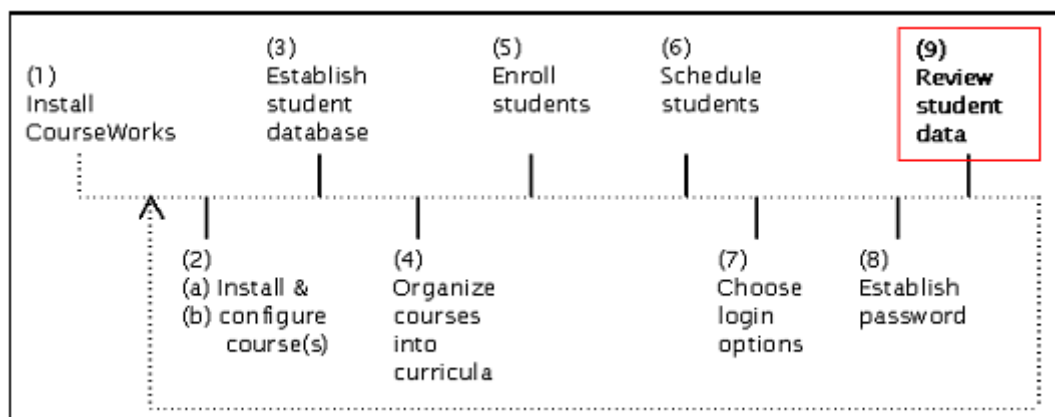 (1)
Install
CourseWorks
(2)
(a) Install &
(b) configure
course(s)
(3)
Establish
student
database
(4)
Organize
courses
into
curricula
(5)
Enroll
students
(6)
Schedule
students
(7)
Choose
login
options
(8)
Establish
password
(9)
Review
student
data